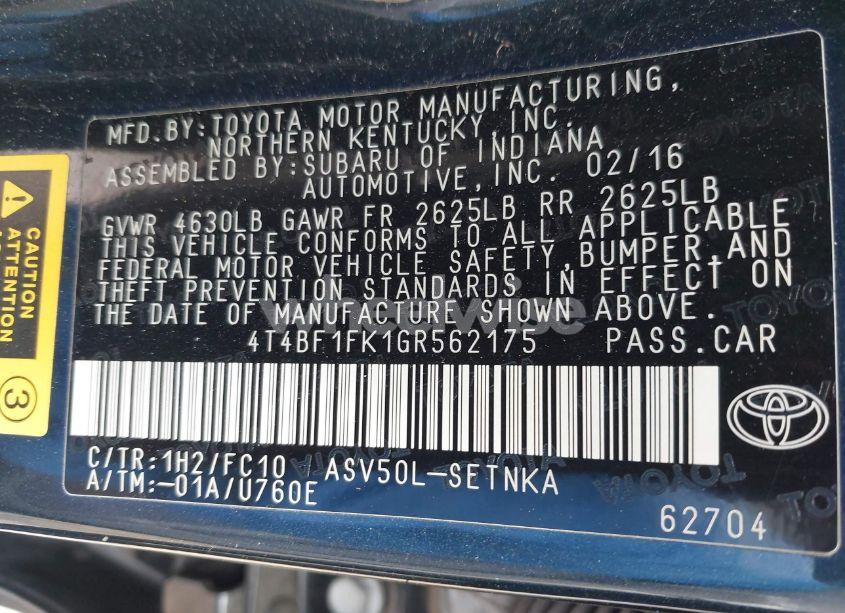 MFD.BY:TOYOTA MOTOR MANUFACTURING,
NORTHERN KENTUCKY,INC.
ASSEMBLED BY:SUBARU OF INDIANA
AUTOMOTIVE,INC. 02/16
GVWR 4630LB GAWR FR 2625LB RR 2625LB
THIS VEHICLE CONFORMS TO ALL APPLICABLE
FEDERAL MOTOR VEHICLE SAFETY,BUMPER,AND
THEFT PREVENTION STANDARDS IN EFFECT ON
THE DATE OF MANUFACTURE SHOWN ABOVE.
4T4BF1FK1GR562175 PASS.CAR
C/TR:1H2/FC10 ASV50L-SETNKA
A/TM:-01A/U760E
62704
CAUTION
ATTENTION
3
TOYOTA